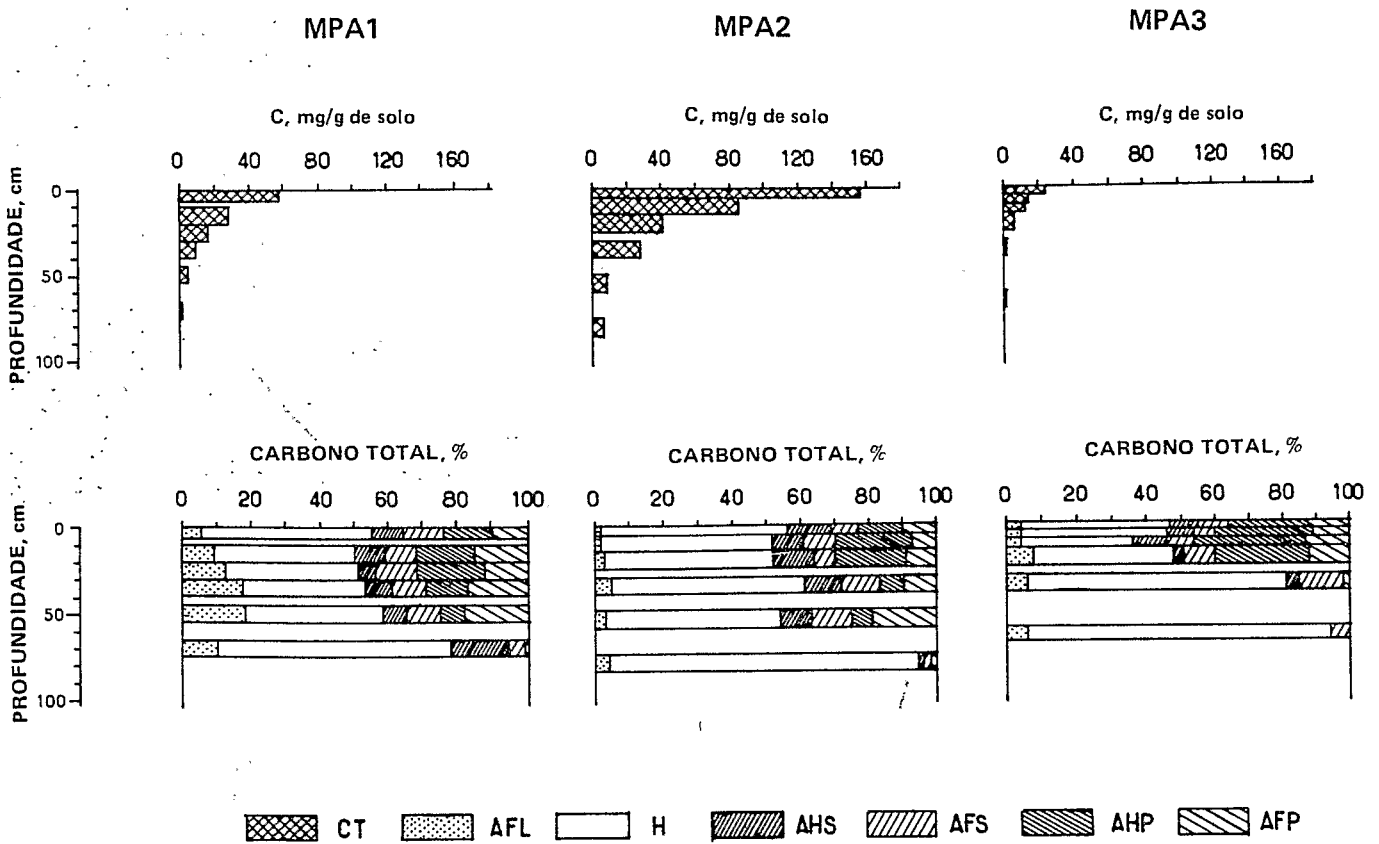 MPA1 MPA2 MPA3
C, mg/g de solo C, mg/g de solo C, mg/g de solo
0 40 80 120 160 0 40 80 120 160 0 40 80 120 160
PROFUNDIDADE, cm
0
50
100
CARBONO TOTAL, % CARBONO TOTAL, % CARBONO TOTAL, %
0 20 40 60 80 100 0 20 40 60 80 100 0 20 40 60 80 100
PROFUNDIDADE, cm.
0
50
100
CT AFL H AHS AFS AHP AFP